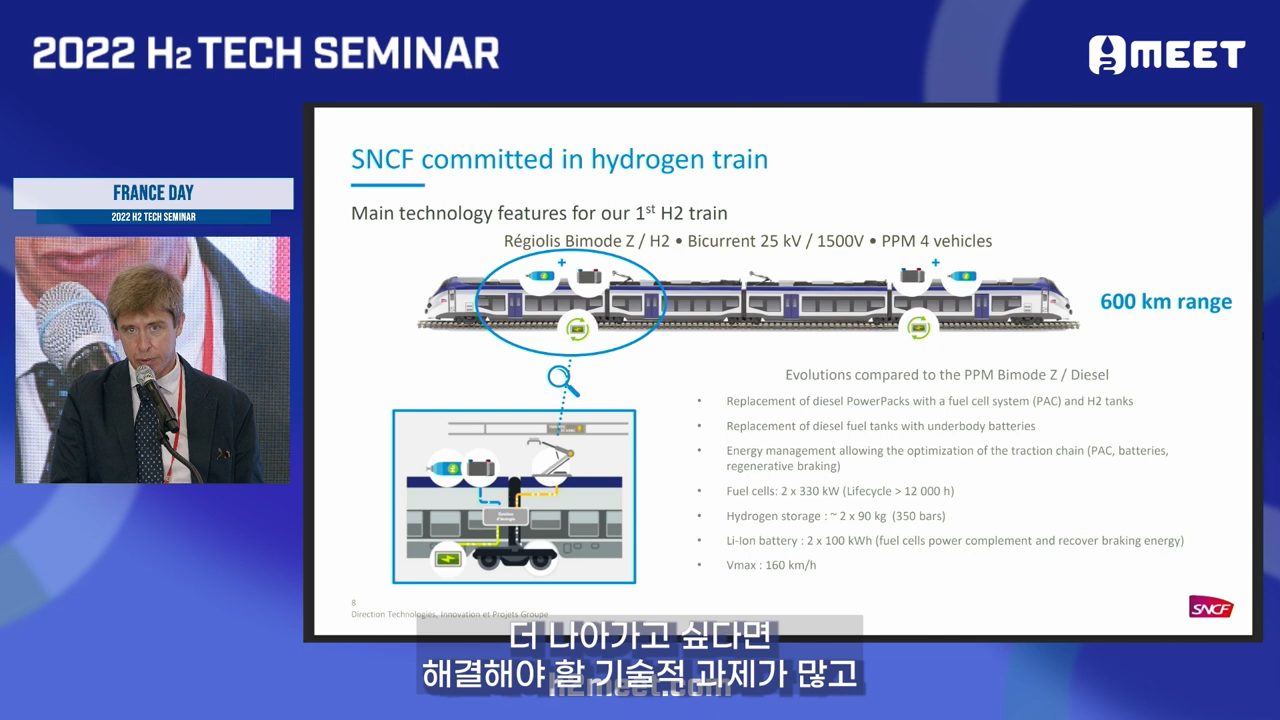 2022 H2 TECH SEMINAR
H2 MEET
FRANCE DAY
2022 H2 TECH SEMINAR
SNCF committed in hydrogen train
Main technology features for our 1st H2 train
Régiolis Bimode Z / H2 • Bicurrent 25 kV / 1500V • PPM 4 vehicles
600 km range
Evolutions compared to the PPM Bimode Z / Diesel
• Replacement of diesel PowerPacks with a fuel cell system (PAC) and H2 tanks
• Replacement of diesel fuel tanks with underbody batteries
• Energy management allowing the optimization of the traction chain (PAC, batteries,
regenerative braking)
• Fuel cells: 2 x 330 kW (Lifecycle > 12 000 h)
• Hydrogen storage : ~ 2 x 90 kg (350 bars)
• Li-Ion battery : 2 x 100 kWh (fuel cells power complement and recover braking energy)
• Vmax : 160 km/h
8
Direction Technologies, Innovation et Projets Groupe
SNCF
더 나아가고 싶다면
해결해야 할 기술적 과제가 많고
h2meet.com